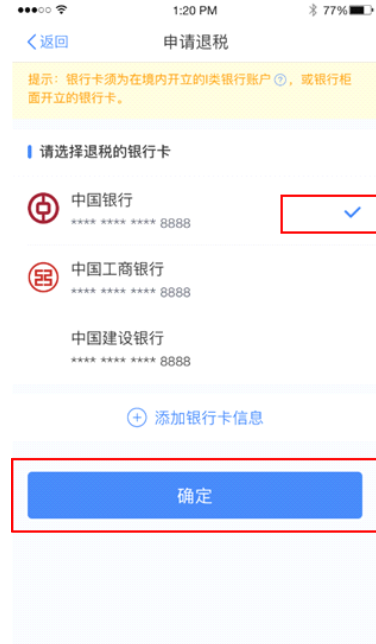 1:20 PM
77%
返回
申请退税
提示：银行卡须为在境内开立的I类银行账户?，或银行柜
面开立的银行卡。
请选择退税的银行卡
中国银行
**** **** **** 8888
中国工商银行
**** **** **** 8888
中国建设银行
**** **** **** 8888
添加银行卡信息
确定